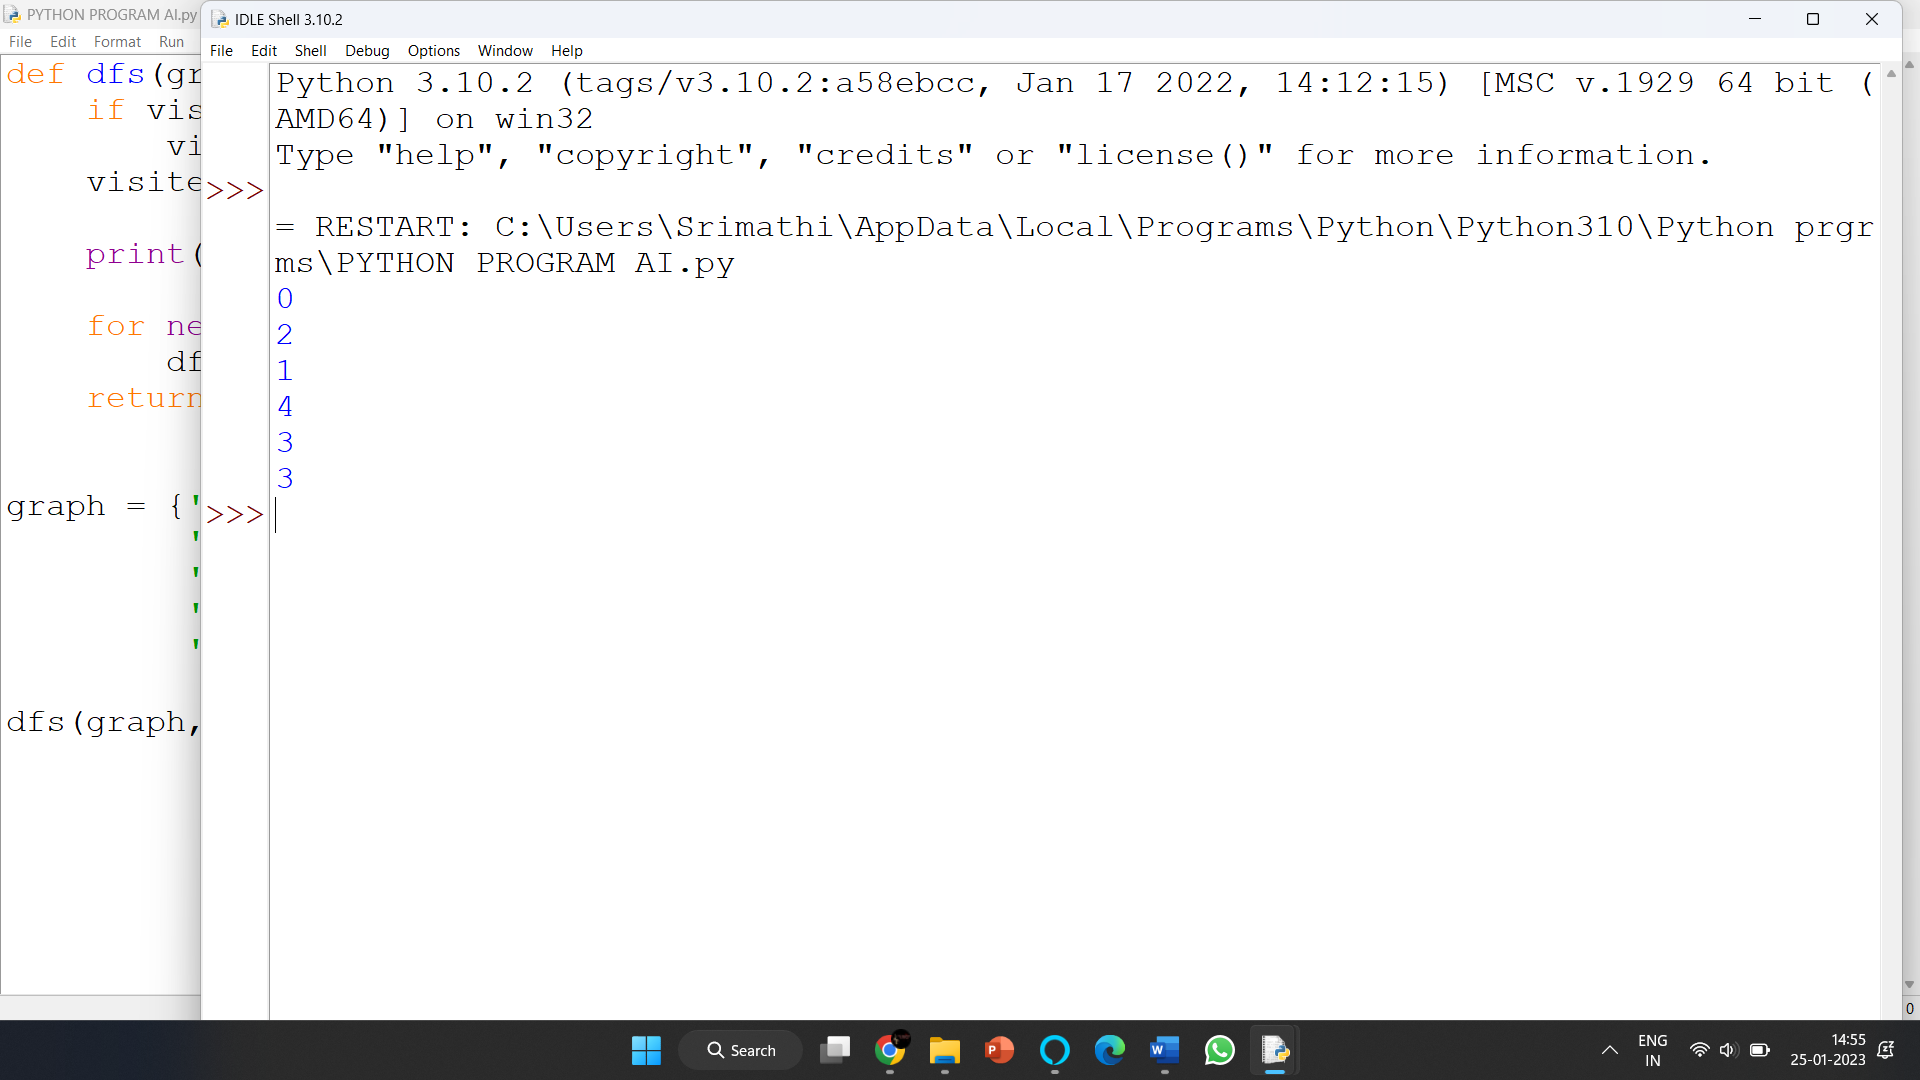 PYTHON PROGRAM AI.py
File Edit Format Run
def dfs(gr
if vis
vi
visite
print(
for ne
df
return
graph = {'
'
'
'
'
dfs(graph,
IDLE Shell 3.10.2
File Edit Shell Debug Options Window Help
Python 3.10.2 (tags/v3.10.2:a58ebcc, Jan 17 2022, 14:12:15) [MSC v.1929 64 bit (
AMD64)] on win32
Type "help", "copyright", "credits" or "license()" for more information.
>>>
= RESTART: C:\Users\Srimathi\AppData\Local\Programs\Python\Python310\Python prgr
ms\PYTHON PROGRAM AI.py
0
2
1
4
3
3
>>>
0
Search
ENG
IN
14:55
25-01-2023